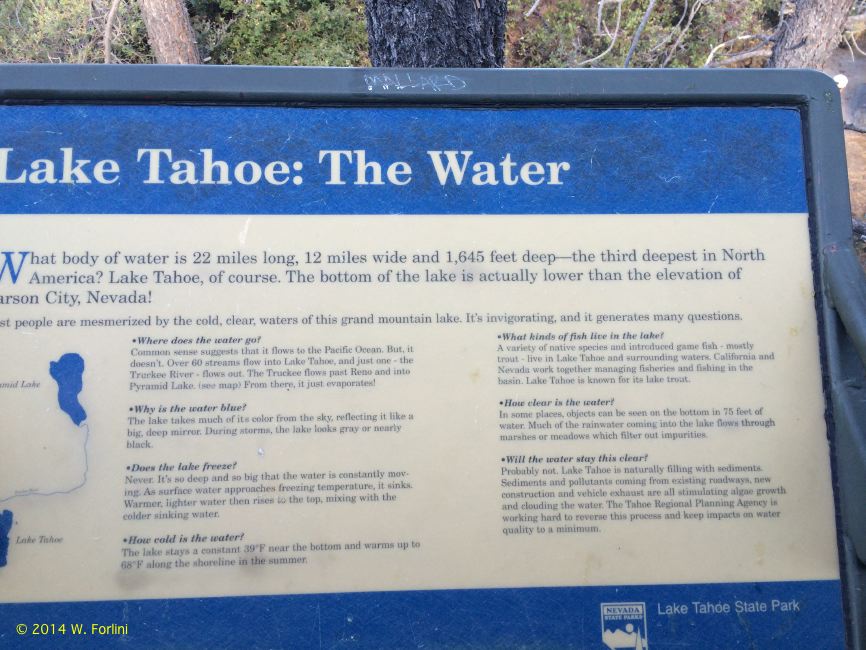 Lake Tahoe: The Water
What body of water is 22 miles long, 12 miles wide and 1,645 feet deep—the third deepest in North
America? Lake Tahoe, of course. The bottom of the lake is actually lower than the elevation of
arson City, Nevada!
st people are mesmerized by the cold, clear, waters of this grand mountain lake. It's invigorating, and it generates many questions.
•Where does the water go?
Common sense suggests that it flows to the Pacific Ocean. But, it
doesn't. Over 60 streams flow into Lake Tahoe, and just one - the
Truckee River - flows out. The Truckee flows past Reno and into
Pyramid Lake. (see map) From there, it just evaporates!
•Why is the water blue?
The lake takes much of its color from the sky, reflecting it like a
big, deep mirror. During storms, the lake looks gray or nearly
black.
•Does the lake freeze?
Never. It's so deep and so big that the water is constantly mov-
ing. As surface water approaches freezing temperature, it sinks.
Warmer, lighter water then rises to the top, mixing with the
colder sinking water.
•How cold is the water?
The lake stays a constant 39°F near the bottom and warms up to
68°F along the shoreline in the summer.
•What kinds of fish live in the lake?
A variety of native species and introduced game fish - mostly
trout - live in Lake Tahoe and surrounding waters. California and
Nevada work together managing fisheries and fishing in the
basin. Lake Tahoe is known for its lake trout.
•How clear is the water?
In some places, objects can be seen on the bottom in 75 feet of
water. Much of the rainwater coming into the lake flows through
marshes or meadows which filter out impurities.
•Will the water stay this clear?
Probably not. Lake Tahoe is naturally filling with sediments.
Sediments and pollutants coming from existing roadways, new
construction and vehicle exhaust are all stimulating algae growth
and clouding the water. The Tahoe Regional Planning Agency is
working hard to reverse this process and keep impacts on water
quality to a minimum.
amid Lake
Lake Tahoe
NEVADA
STATE PARKS
Lake Tahoe State Park
© 2014 W. Forlini